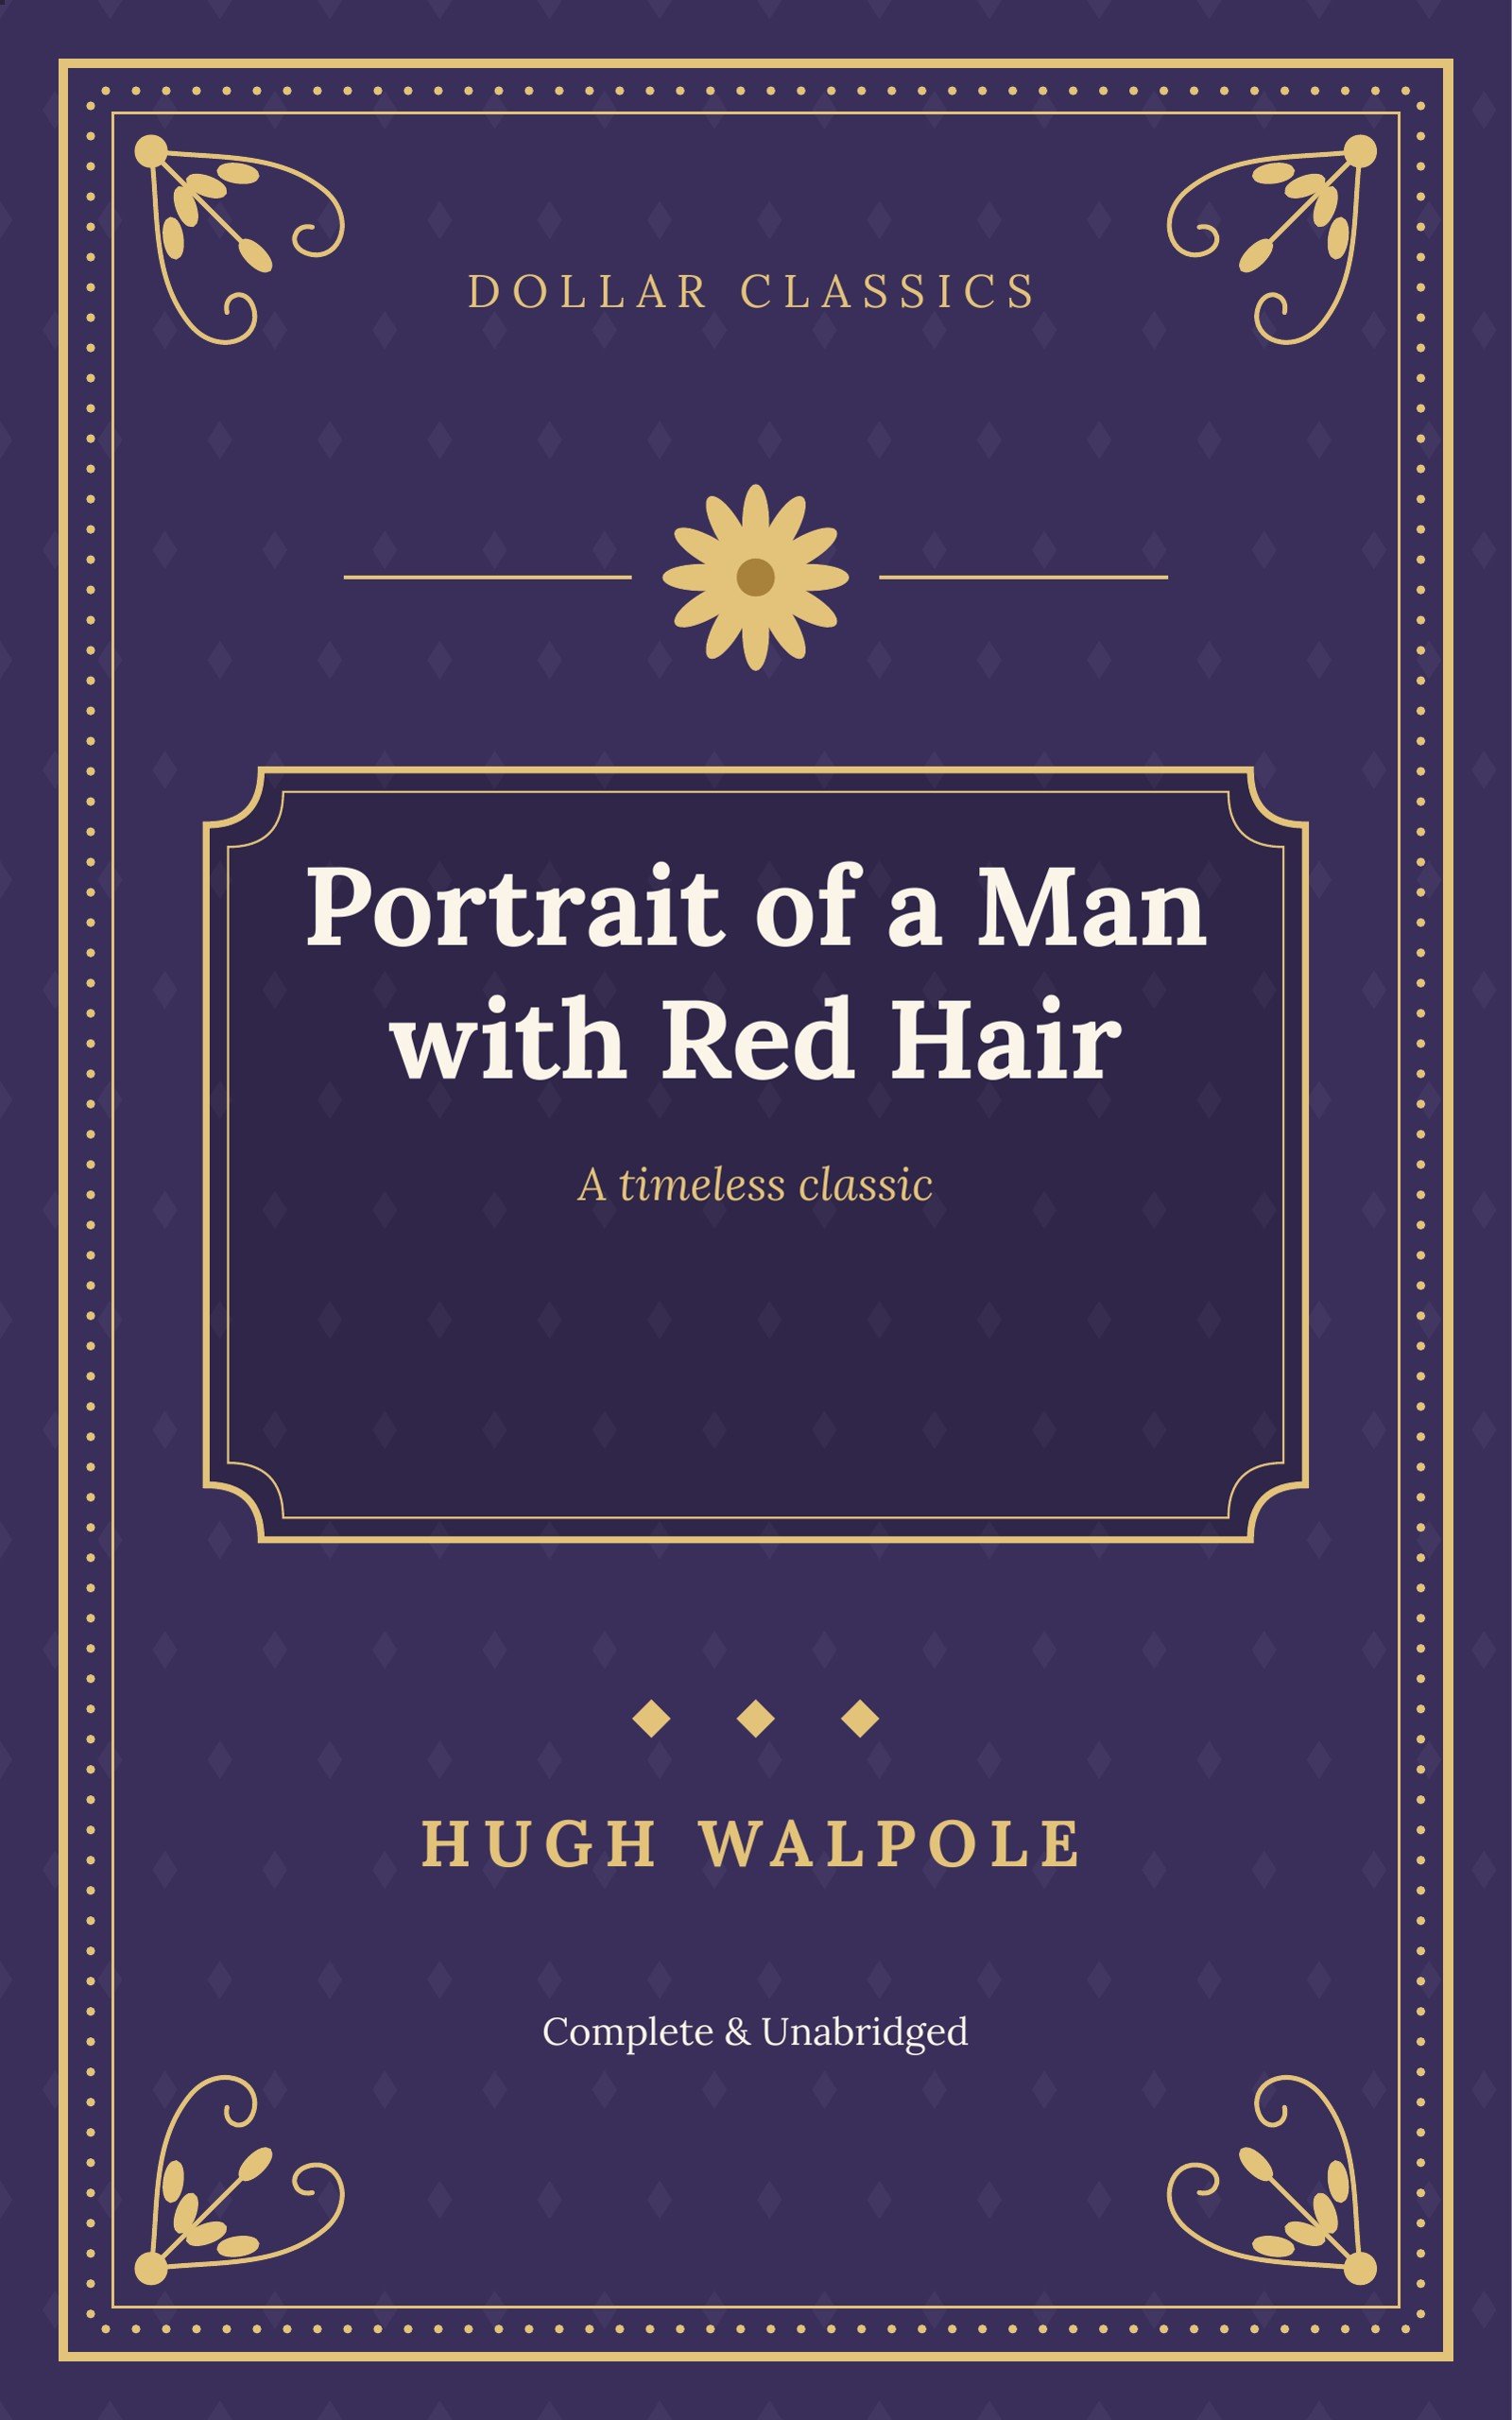 DOLLAR CLASSICS
Portrait of a Man
with Red Hair
A timeless classic
HUGH WALPOLE
Complete & Unabridged